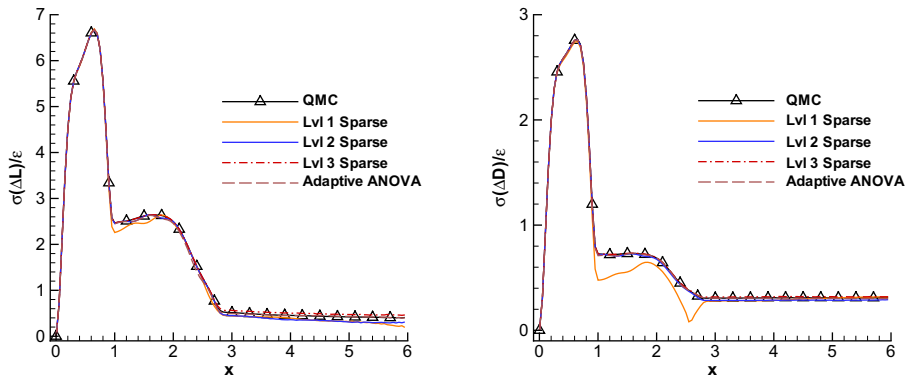 7
6
5
4
3
2
1
0
σ(ΔL)/ε
QMC
Lvl 1 Sparse
Lvl 2 Sparse
Lvl 3 Sparse
Adaptive ANOVA
0 1 2 3 4 5 6
x
3
2
1
0
σ(ΔD)/ε
QMC
Lvl 1 Sparse
Lvl 2 Sparse
Lvl 3 Sparse
Adaptive ANOVA
0 1 2 3 4 5 6
x